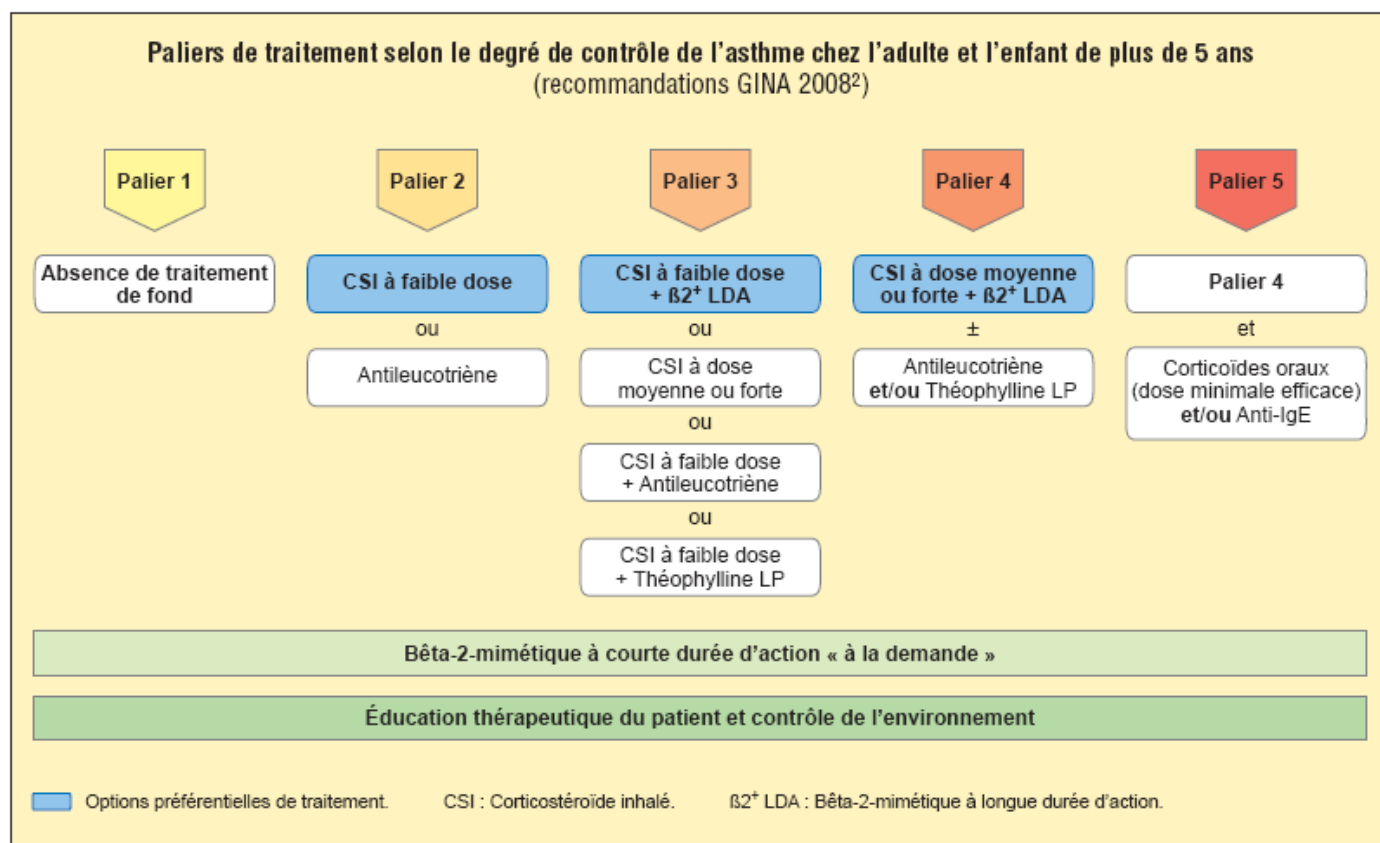 Paliers de traitement selon le degré de contrôle de l’asthme chez l’adulte et l’enfant de plus de 5 ans
(recommandations GINA 2008²)
Palier 1
Palier 2
Palier 3
Palier 4
Palier 5
Absence de traitement
de fond
CSI à faible dose
ou
Antileucotriène
CSI à faible dose
+ ß2⁺ LDA
ou
CSI à dose
moyenne ou forte
ou
CSI à faible dose
+ Antileucotriène
ou
CSI à faible dose
+ Théophylline LP
CSI à dose moyenne
ou forte + ß2⁺ LDA
±
Antileucotriène
et/ou Théophylline LP
Palier 4
et
Corticoïdes oraux
(dose minimale efficace)
et/ou Anti-IgE
Bêta-2-mimétique à courte durée d’action « à la demande »
Éducation thérapeutique du patient et contrôle de l’environnement
Options préférentielles de traitement. CSI : Corticostéroïde inhalé. ß2⁺ LDA : Bêta-2-mimétique à longue durée d’action.